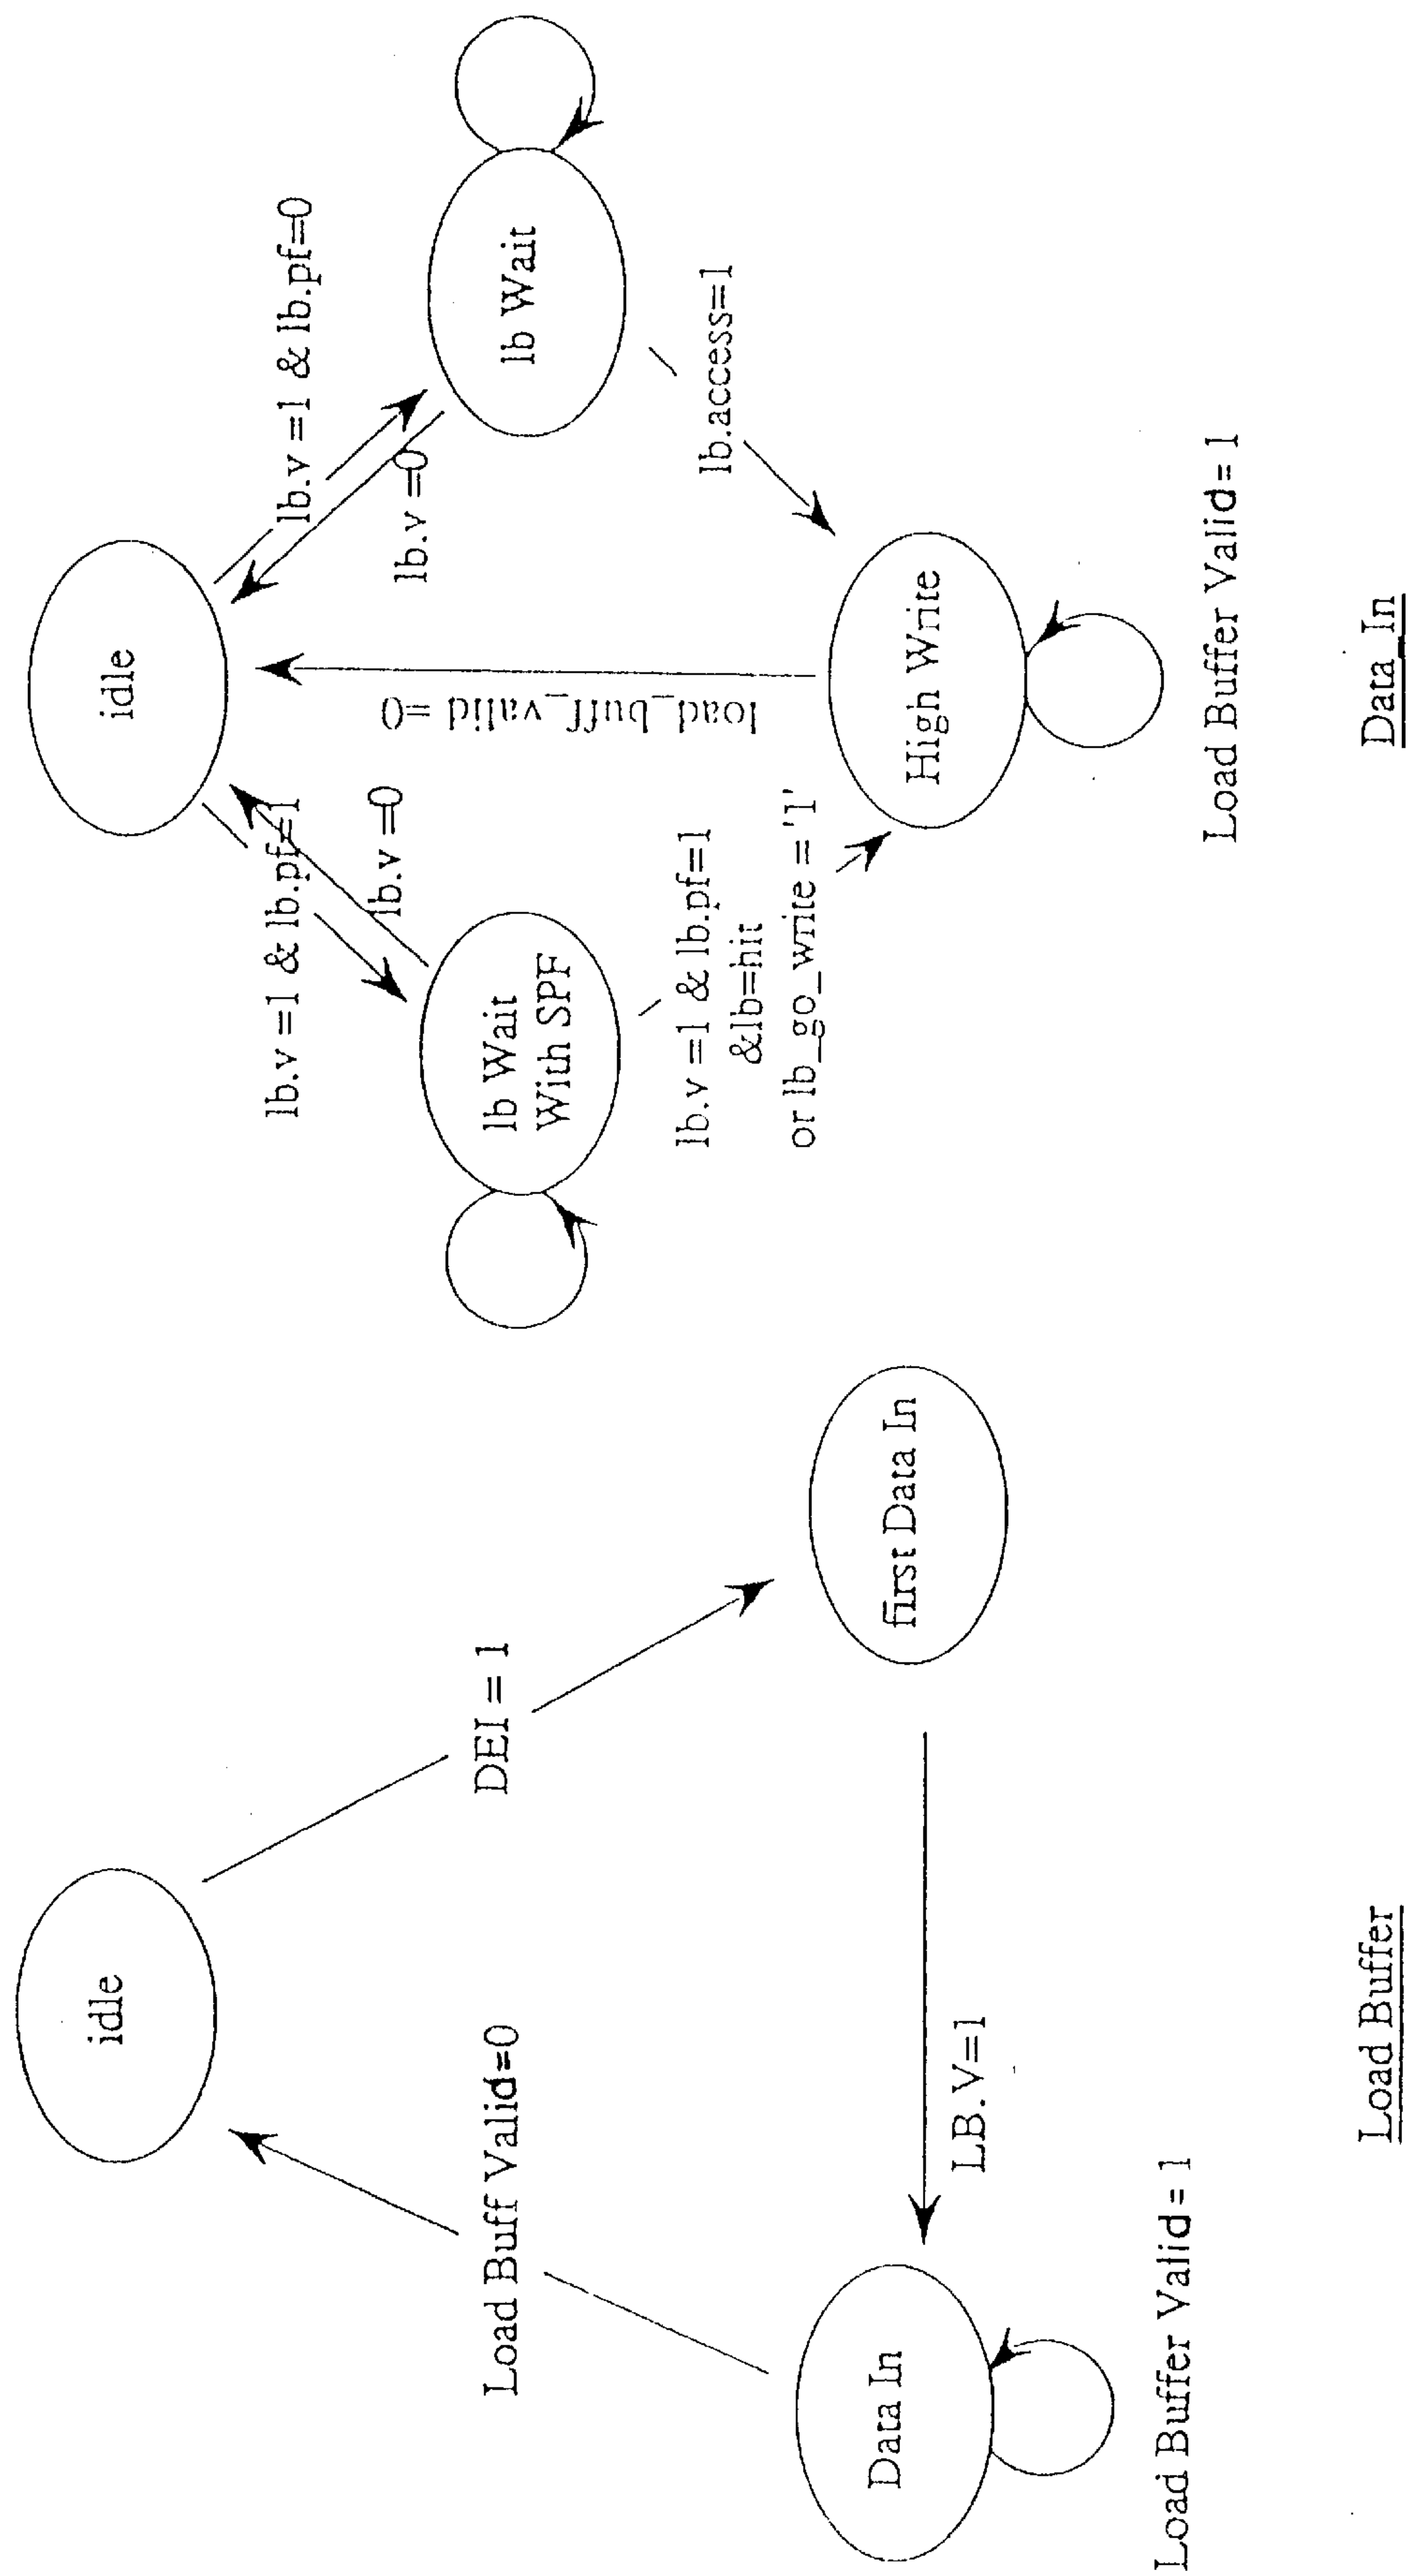 idle
Load Buff Valid=0
DEI = 1
Data In
first Data In
LB.V=1
Load Buffer Valid= 1
Load Buffer
idle
lb.v =1 & lb.pf=1
lb.v =1 & lb.pf=0
lb.v =0
lb.v =0
lb Wait
With SPF
lb Wait
load_buff_valid =0
lb.v =1 & lb.pf=1
&lb=hit
or lb_go_write ='1'
lb.access=1
High Write
Load Buffer Valid= 1
Data_In